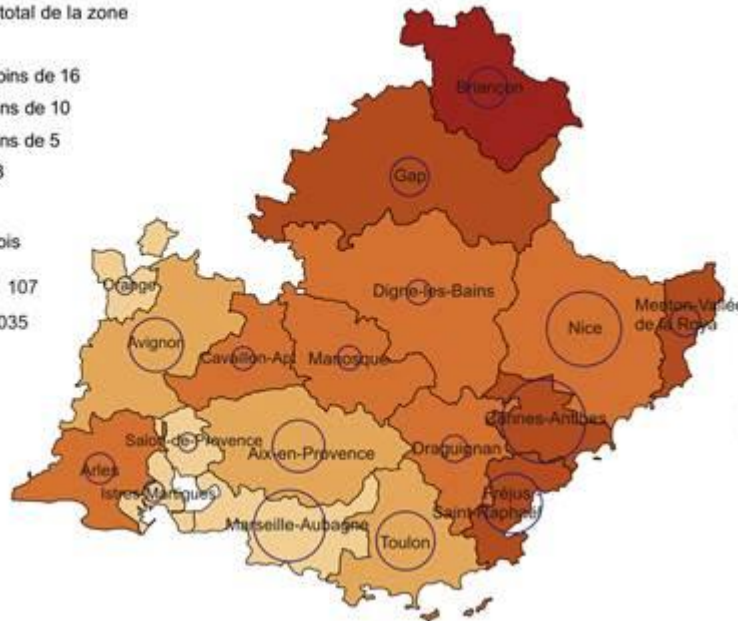 total de la zone
oins de 16
ns de 10
ns de 5
3
ois
107
035
Briançon
Gap
Orange
Digne-les-Bains
Menton-Vallée
de la Roya
Nice
Avignon
Cavaillon-Apt
Manosque
Cannes-Antibes
Salon-de-Provence
Aix-en-Provence
Draguignan
Arles
Istres-Martigues
Fréjus-
Saint-Raphaël
Marseille-Aubagne
Toulon